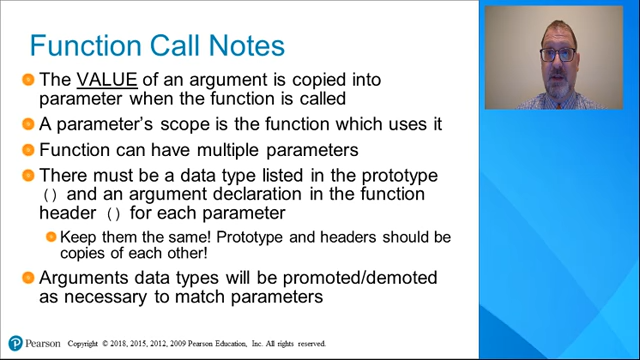 Function Call Notes
The VALUE of an argument is copied into
parameter when the function is called
A parameter's scope is the function which uses it
Function can have multiple parameters
There must be a data type listed in the prototype
() and an argument declaration in the function
header () for each parameter
Keep them the same! Prototype and headers should be
copies of each other!
Arguments data types will be promoted/demoted
as necessary to match parameters
Pearson Copyright © 2018, 2015, 2012, 2009 Pearson Education, Inc. All rights reserved.